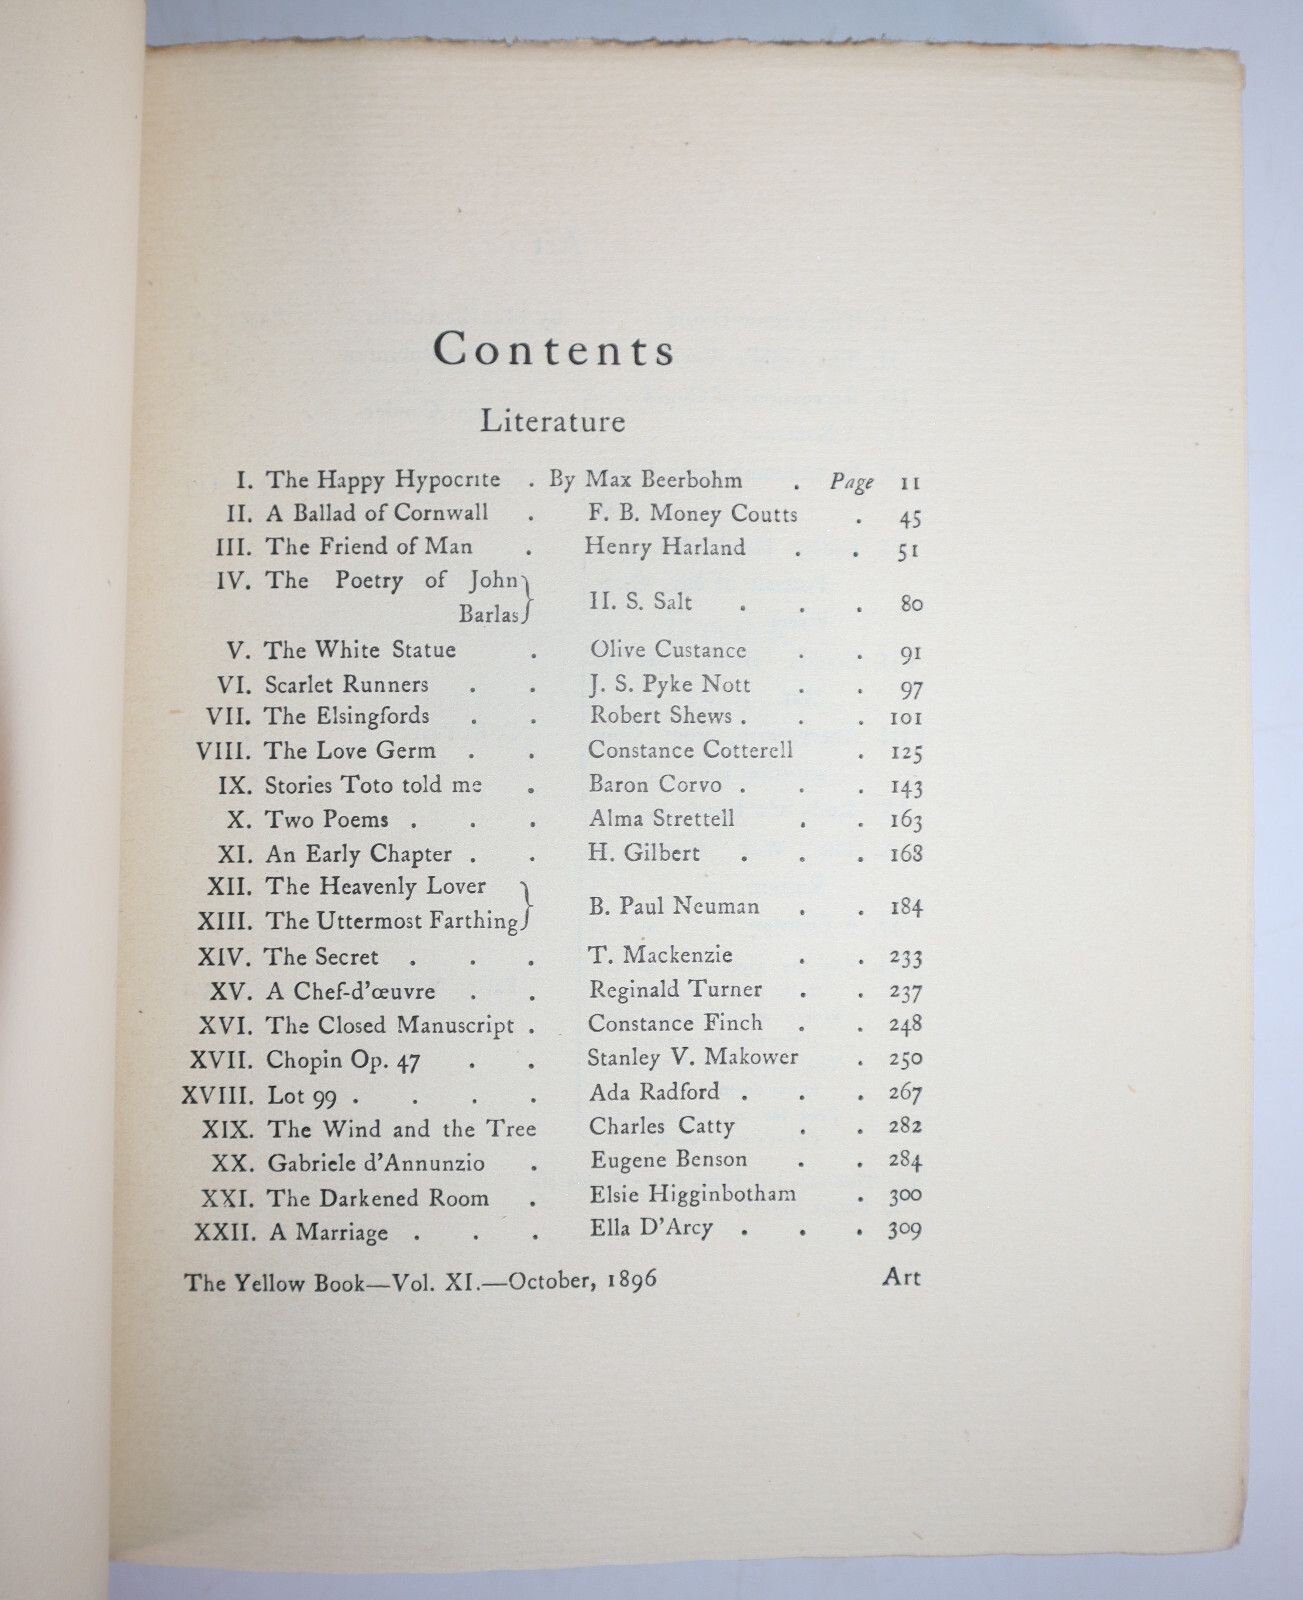 Contents
Literature
I. The Happy Hypocrite . By Max Beerbohm . Page 11
II. A Ballad of Cornwall . F. B. Money Coutts . 45
III. The Friend of Man . Henry Harland . . 51
IV. The Poetry of John
Barlas } H. S. Salt . . . 80
V. The White Statue . Olive Custance . . 91
VI. Scarlet Runners . . J. S. Pyke Nott . . 97
VII. The Elsingfords . . Robert Shews . . . 101
VIII. The Love Germ . . Constance Cotterell . 125
IX. Stories Toto told me . Baron Corvo . . . 143
X. Two Poems . . . Alma Strettell . . 163
XI. An Early Chapter . . H. Gilbert . . . 168
XII. The Heavenly Lover
XIII. The Uttermost Farthing } B. Paul Neuman . . 184
XIV. The Secret . . . T. Mackenzie . . 233
XV. A Chef-d'œuvre . . Reginald Turner . . 237
XVI. The Closed Manuscript . Constance Finch . . 248
XVII. Chopin Op. 47 . . Stanley V. Makower . 250
XVIII. Lot 99 . . . . Ada Radford . . . 267
XIX. The Wind and the Tree Charles Catty . . 282
XX. Gabriele d'Annunzio . Eugene Benson . . 284
XXI. The Darkened Room . Elsie Higginbotham . 300
XXII. A Marriage . . . Ella D'Arcy . . . 309
The Yellow Book—Vol. XI.—October, 1896 Art